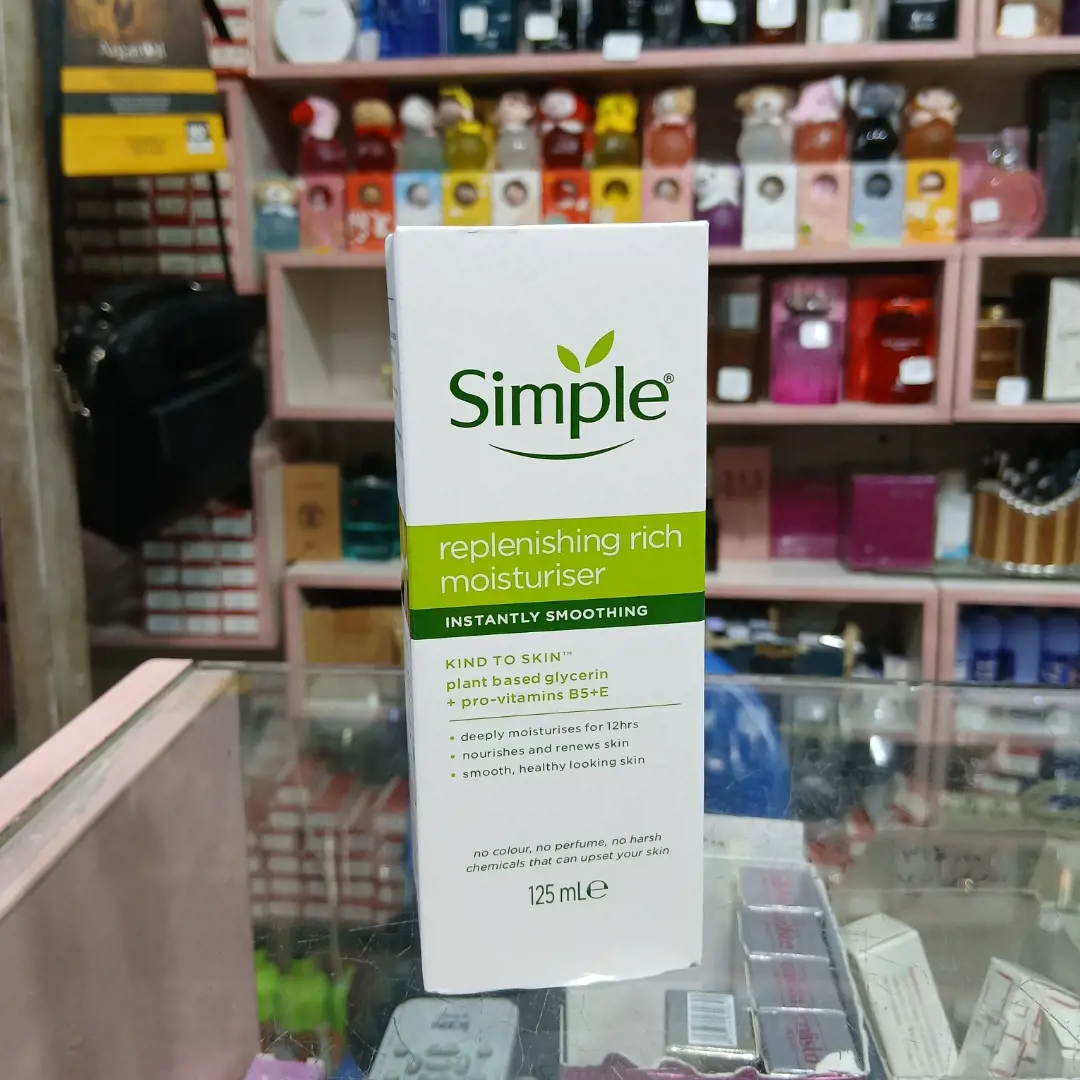 Simple®
replenishing rich
moisturiser
INSTANTLY SMOOTHING
KIND TO SKIN™
plant based glycerin
+ pro-vitamins B5+E
• deeply moisturises for 12hrs
• nourishes and renews skin
• smooth, healthy looking skin
no colour, no perfume, no harsh
chemicals that can upset your skin
125 mL℮